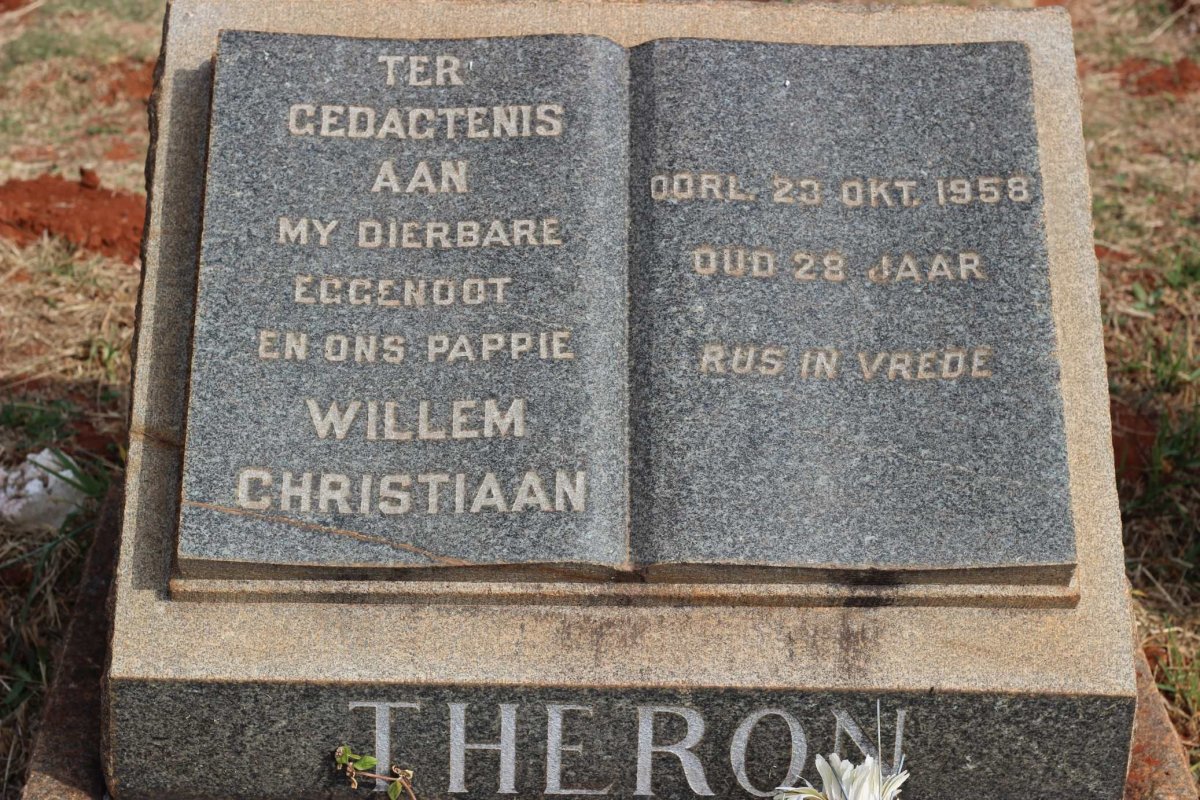 TER
GEDACTENIS
AAN
MY DIERBARE
EGGENOOT
EN ONS PAPPIE
WILLEM
CHRISTIAAN
OORL. 23 OKT. 1958
OUD 28 JAAR
RUS IN VREDE
THERON